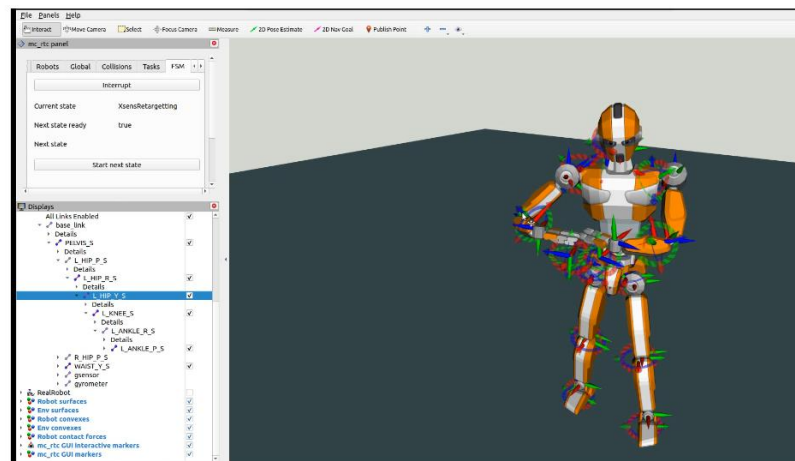 File Panels Help
Interact Move Camera Select Focus Camera Measure 2D Pose Estimate 2D Nav Goal Publish Point
mc_rtc panel
Robots Global Collisions Tasks FSM
Interrupt
Current state XsensRetargetting
Next state ready true
Next state
Start next state
Displays
All Links Enabled
base_link
Details
PELVIS_S
Details
L_HIP_P_S
Details
L_HIP_R_S
Details
L_HIP_Y_S
Details
L_KNEE_S
Details
L_ANKLE_R_S
Details
L_ANKLE_P_S
R_HIP_P_S
WAIST_Y_S
gsensor
gyrometer
RealRobot
Robot surfaces
Env surfaces
Robot convexes
Env convexes
Robot contact forces
mc_rtc GUI interactive markers
mc_rtc GUI markers